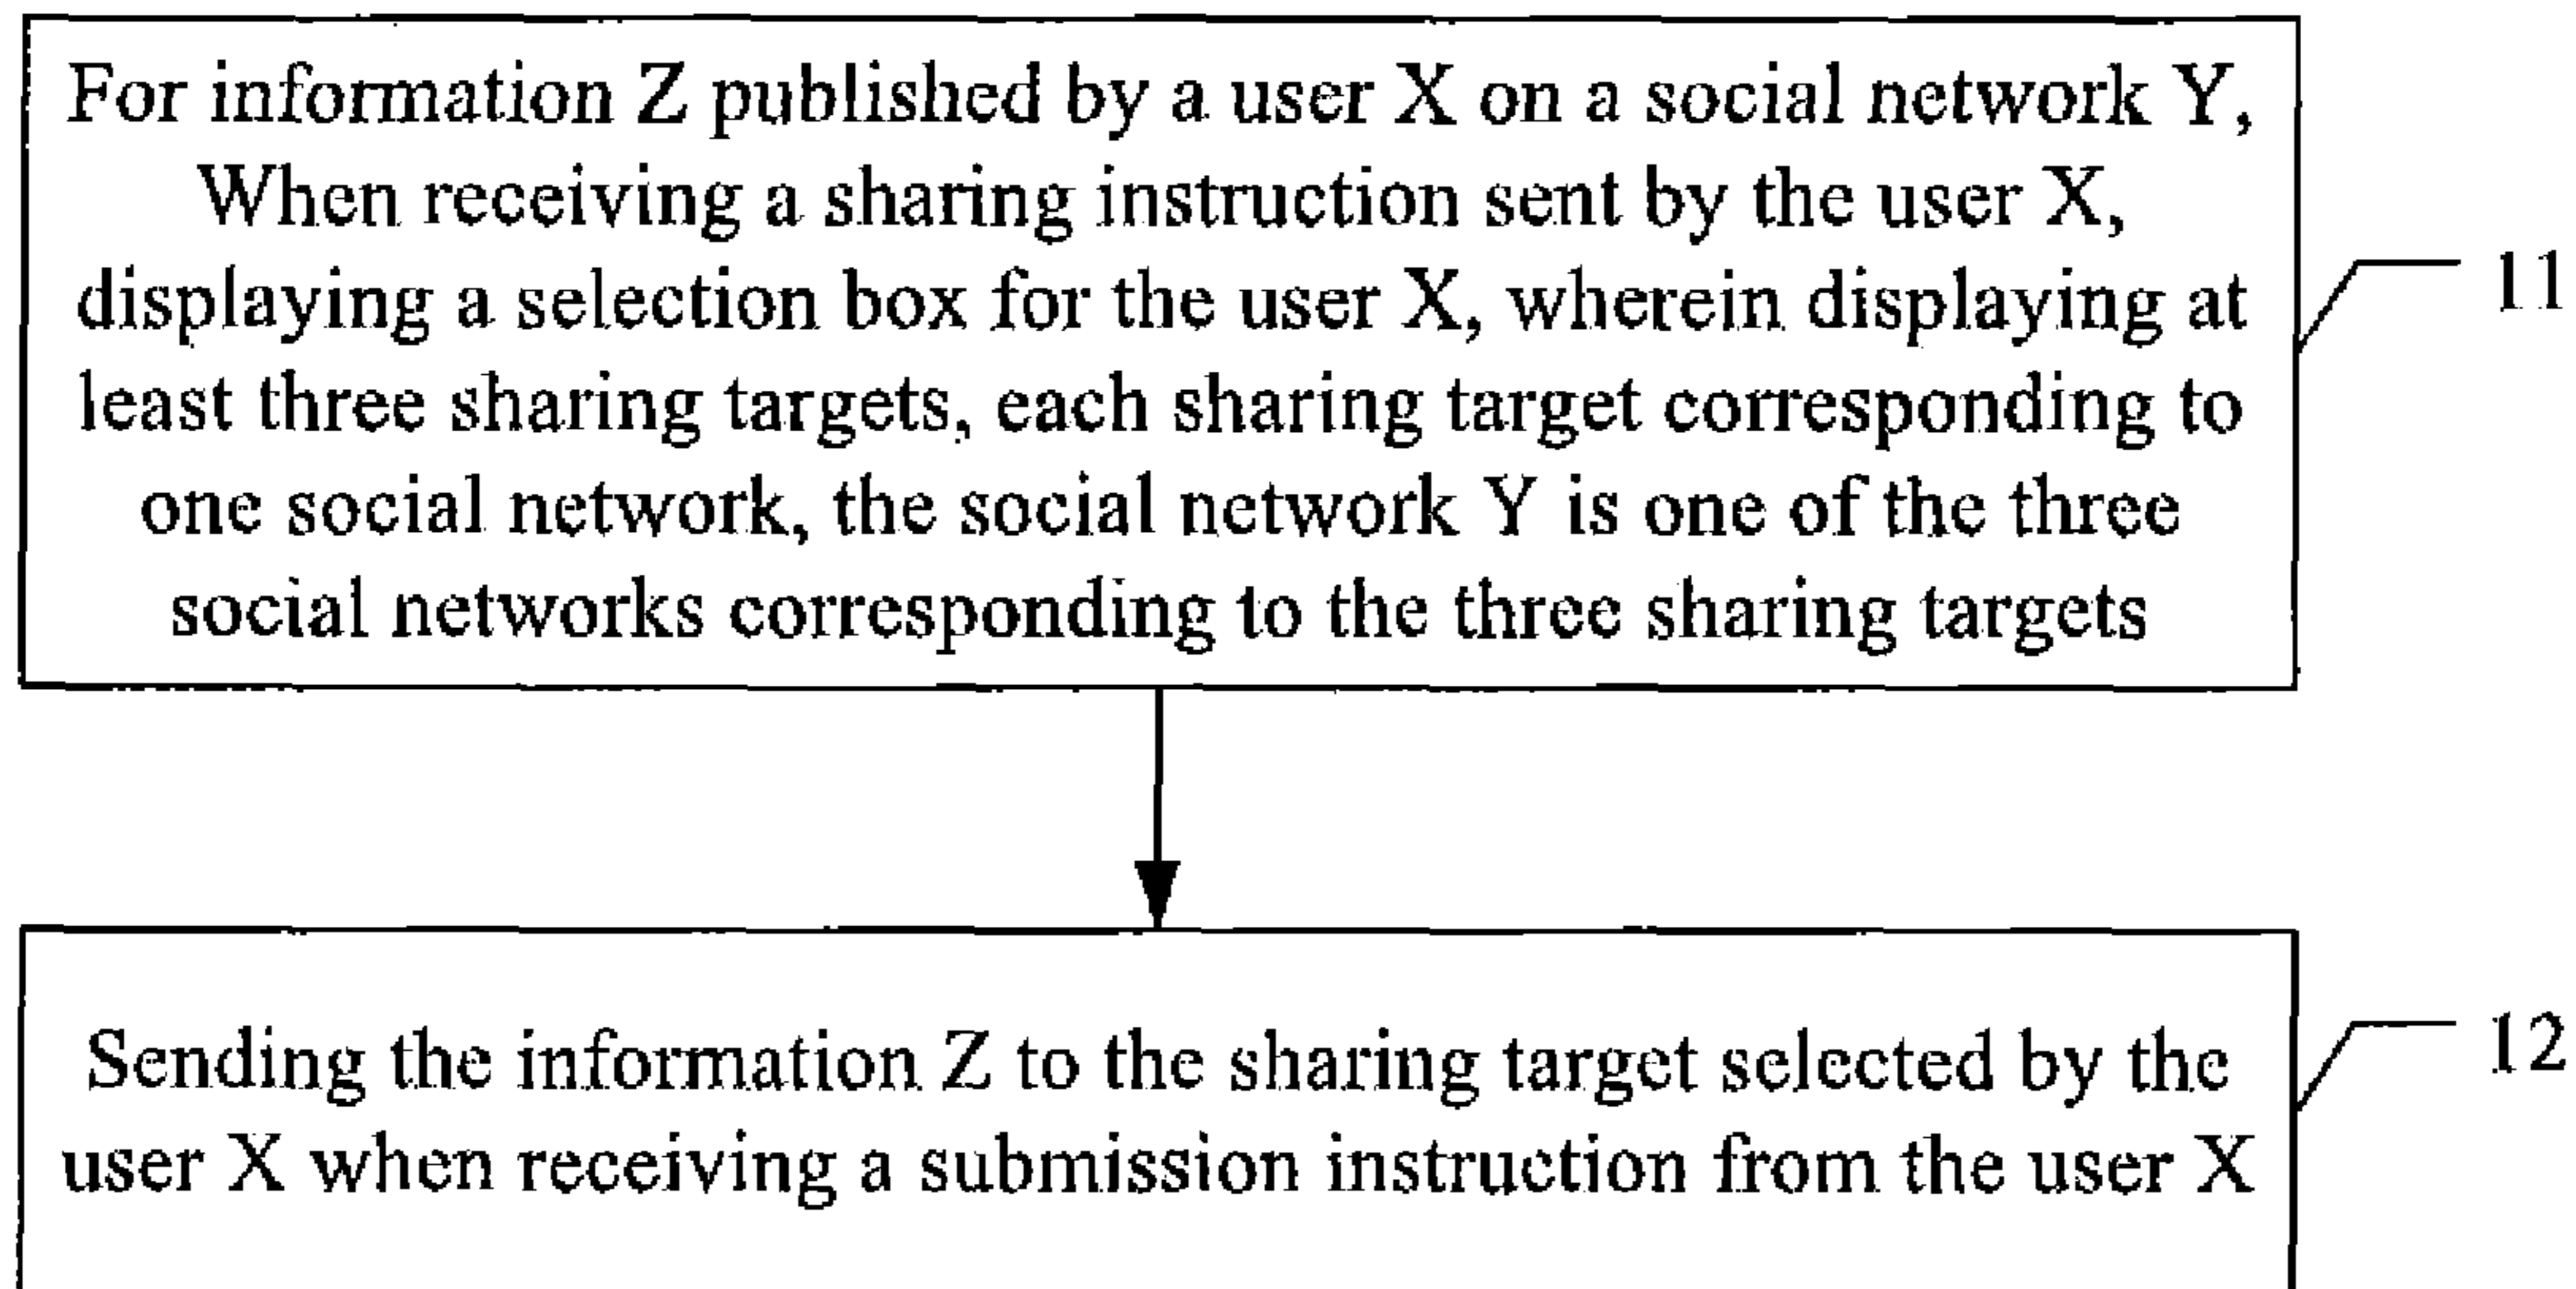 For information Z published by a user X on a social network Y,
When receiving a sharing instruction sent by the user X,
displaying a selection box for the user X, wherein displaying at
least three sharing targets, each sharing target corresponding to
one social network, the social network Y is one of the three
social networks corresponding to the three sharing targets
11
Sending the information Z to the sharing target selected by the
user X when receiving a submission instruction from the user X
12